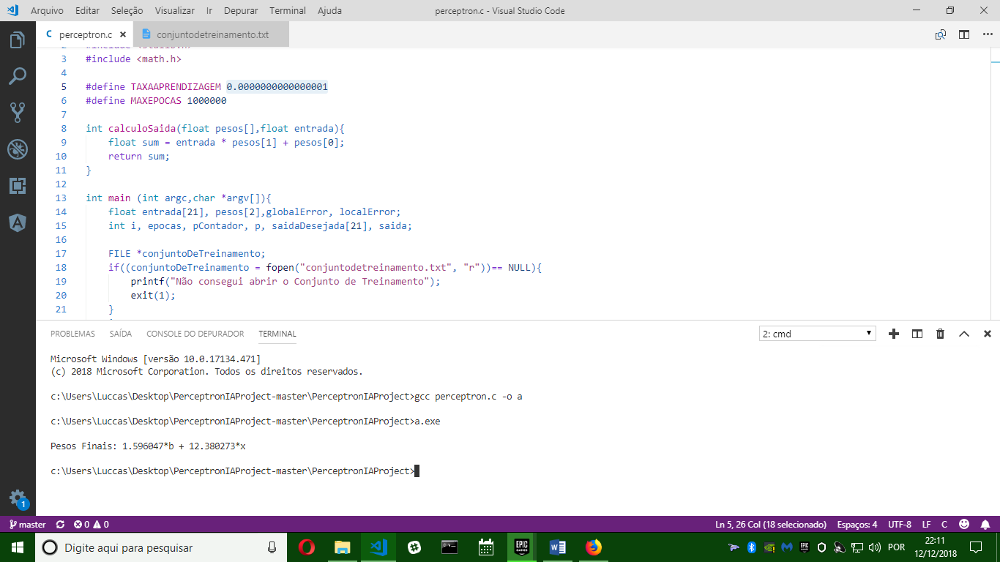 Arquivo Editar Seleção Visualizar Ir Depurar Terminal Ajuda perceptron.c - Visual Studio Code
C perceptron.c conjuntodetreinamento.txt
2 #include <stdlib.h>
3 #include <math.h>
4
5 #define TAXAAPRENDIZAGEM 0.0000000000000001
6 #define MAXEPOCAS 1000000
7
8 int calculoSaida(float pesos[],float entrada){
9 float sum = entrada * pesos[1] + pesos[0];
10 return sum;
11 }
12
13 int main (int argc,char *argv[]){
14 float entrada[21], pesos[2],globalError, localError;
15 int i, epocas, pContador, p, saidaDesejada[21], saida;
16
17 FILE *conjuntoDeTreinamento;
18 if((conjuntoDeTreinamento = fopen("conjuntodetreinamento.txt", "r"))== NULL){
19 printf("Não consegui abrir o Conjunto de Treinamento");
20 exit(1);
21 }
PROBLEMAS SAÍDA CONSOLE DO DEPURADOR TERMINAL 2: cmd
Microsoft Windows [versão 10.0.17134.471]
(c) 2018 Microsoft Corporation. Todos os direitos reservados.
c:\Users\Luccas\Desktop\PerceptronIAProject-master\PerceptronIAProject>gcc perceptron.c -o a
c:\Users\Luccas\Desktop\PerceptronIAProject-master\PerceptronIAProject>a.exe
Pesos Finais: 1.596047*b + 12.380273*x
c:\Users\Luccas\Desktop\PerceptronIAProject-master\PerceptronIAProject>
1
master 0 0 Ln 5, 26 Col (18 selecionado) Espaços: 4 UTF-8 LF C
Digite aqui para pesquisar EPIC GAMES POR 22:11
12/12/2018